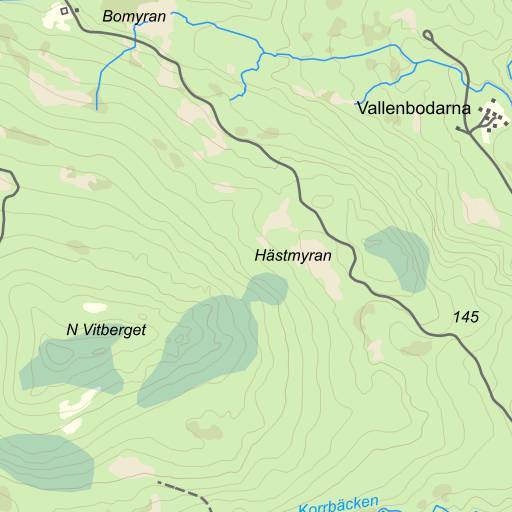 Bomyran
Vallenbodarna
Hästmyran
145
N Vitberget
Korrbäcken